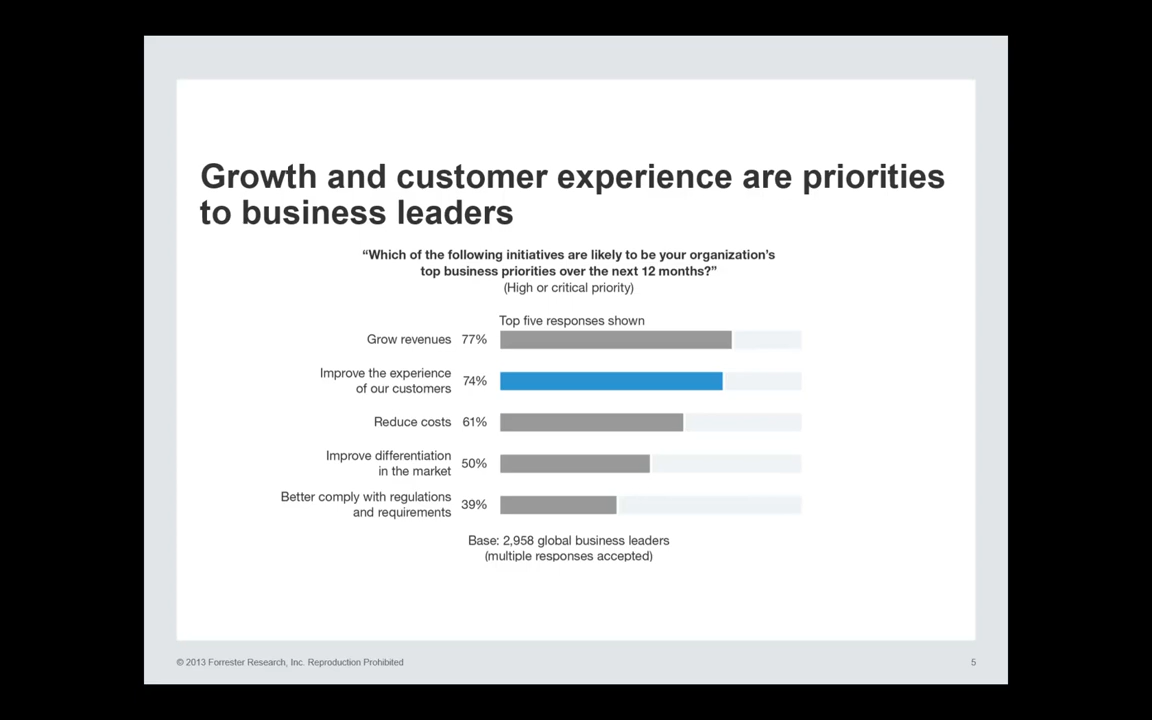 Growth and customer experience are priorities
to business leaders
“Which of the following initiatives are likely to be your organization’s
top business priorities over the next 12 months?”
(High or critical priority)
Top five responses shown
Grow revenues 77%
Improve the experience
of our customers 74%
Reduce costs 61%
Improve differentiation
in the market 50%
Better comply with regulations
and requirements 39%
Base: 2,958 global business leaders
(multiple responses accepted)
© 2013 Forrester Research, Inc. Reproduction Prohibited
5